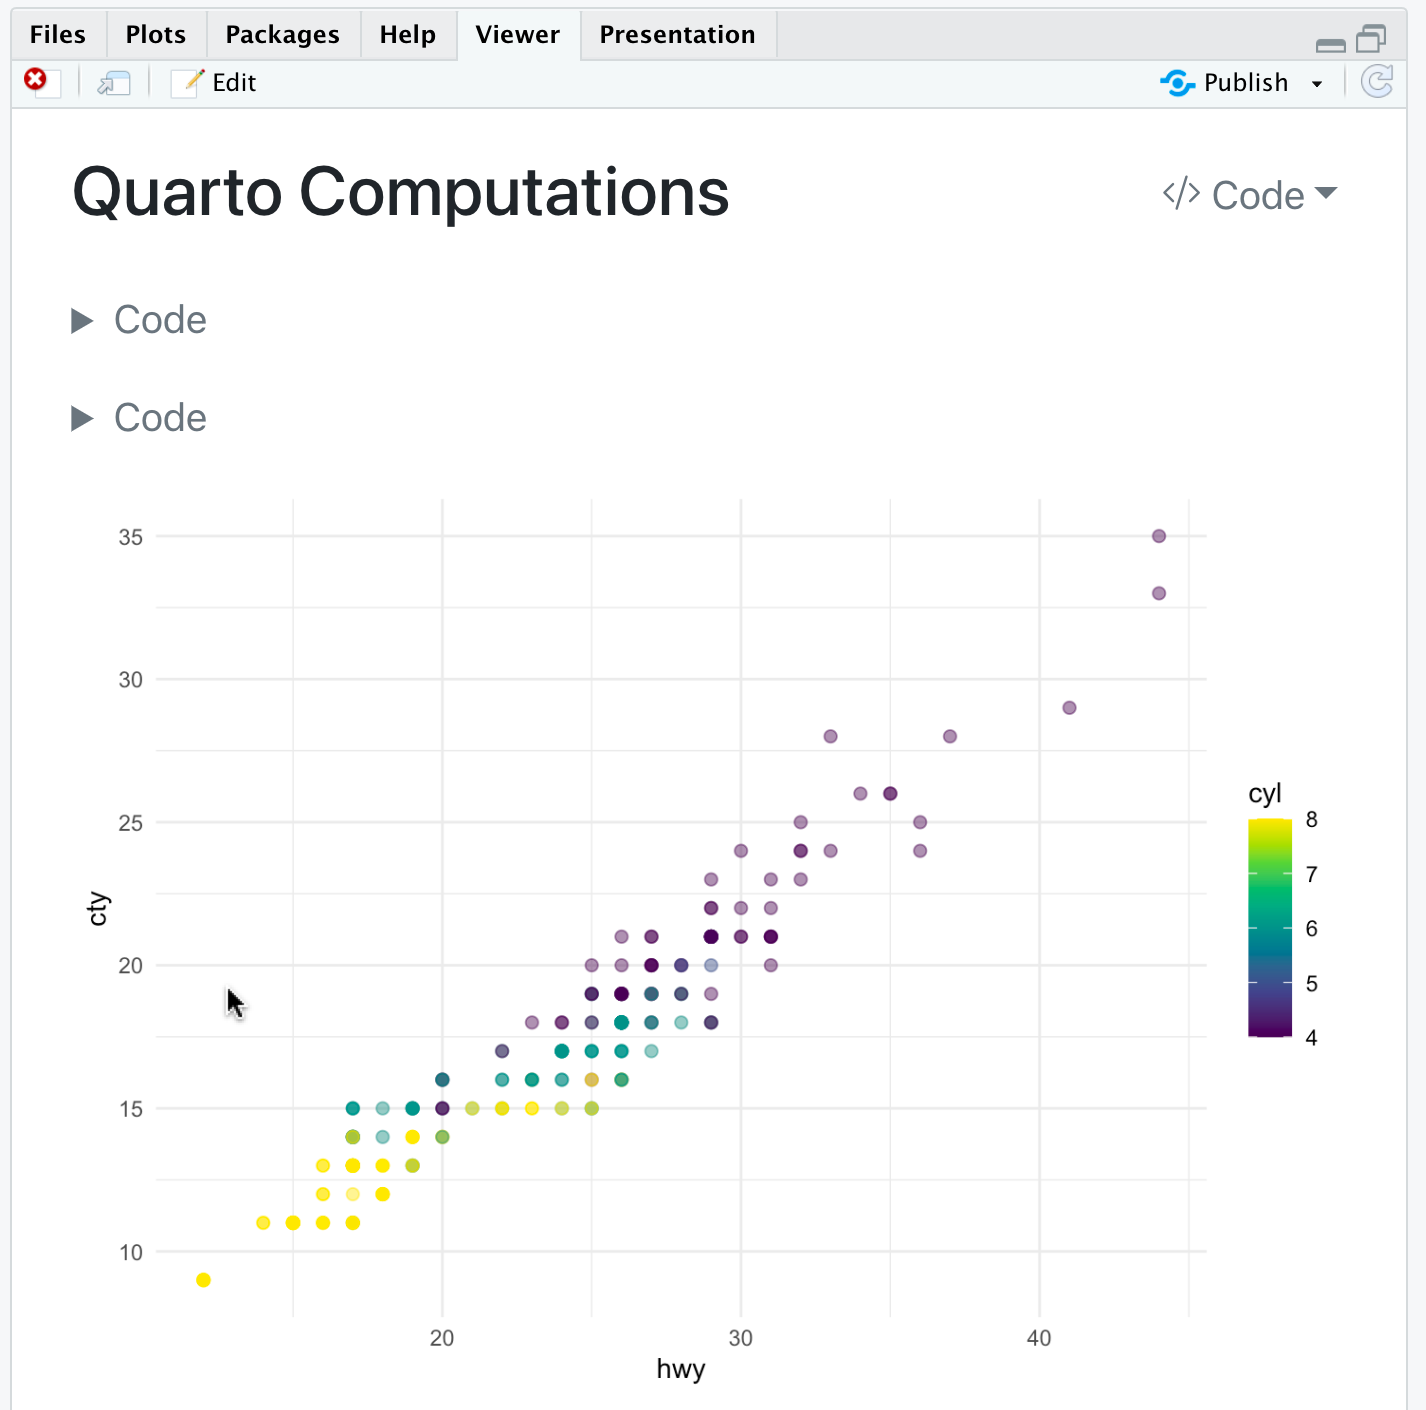 Files Plots Packages Help Viewer Presentation
Edit Publish
Quarto Computations
</> Code
Code
Code
35
30
25
20
15
10
cty
20 30 40
hwy
cyl
8
7
6
5
4